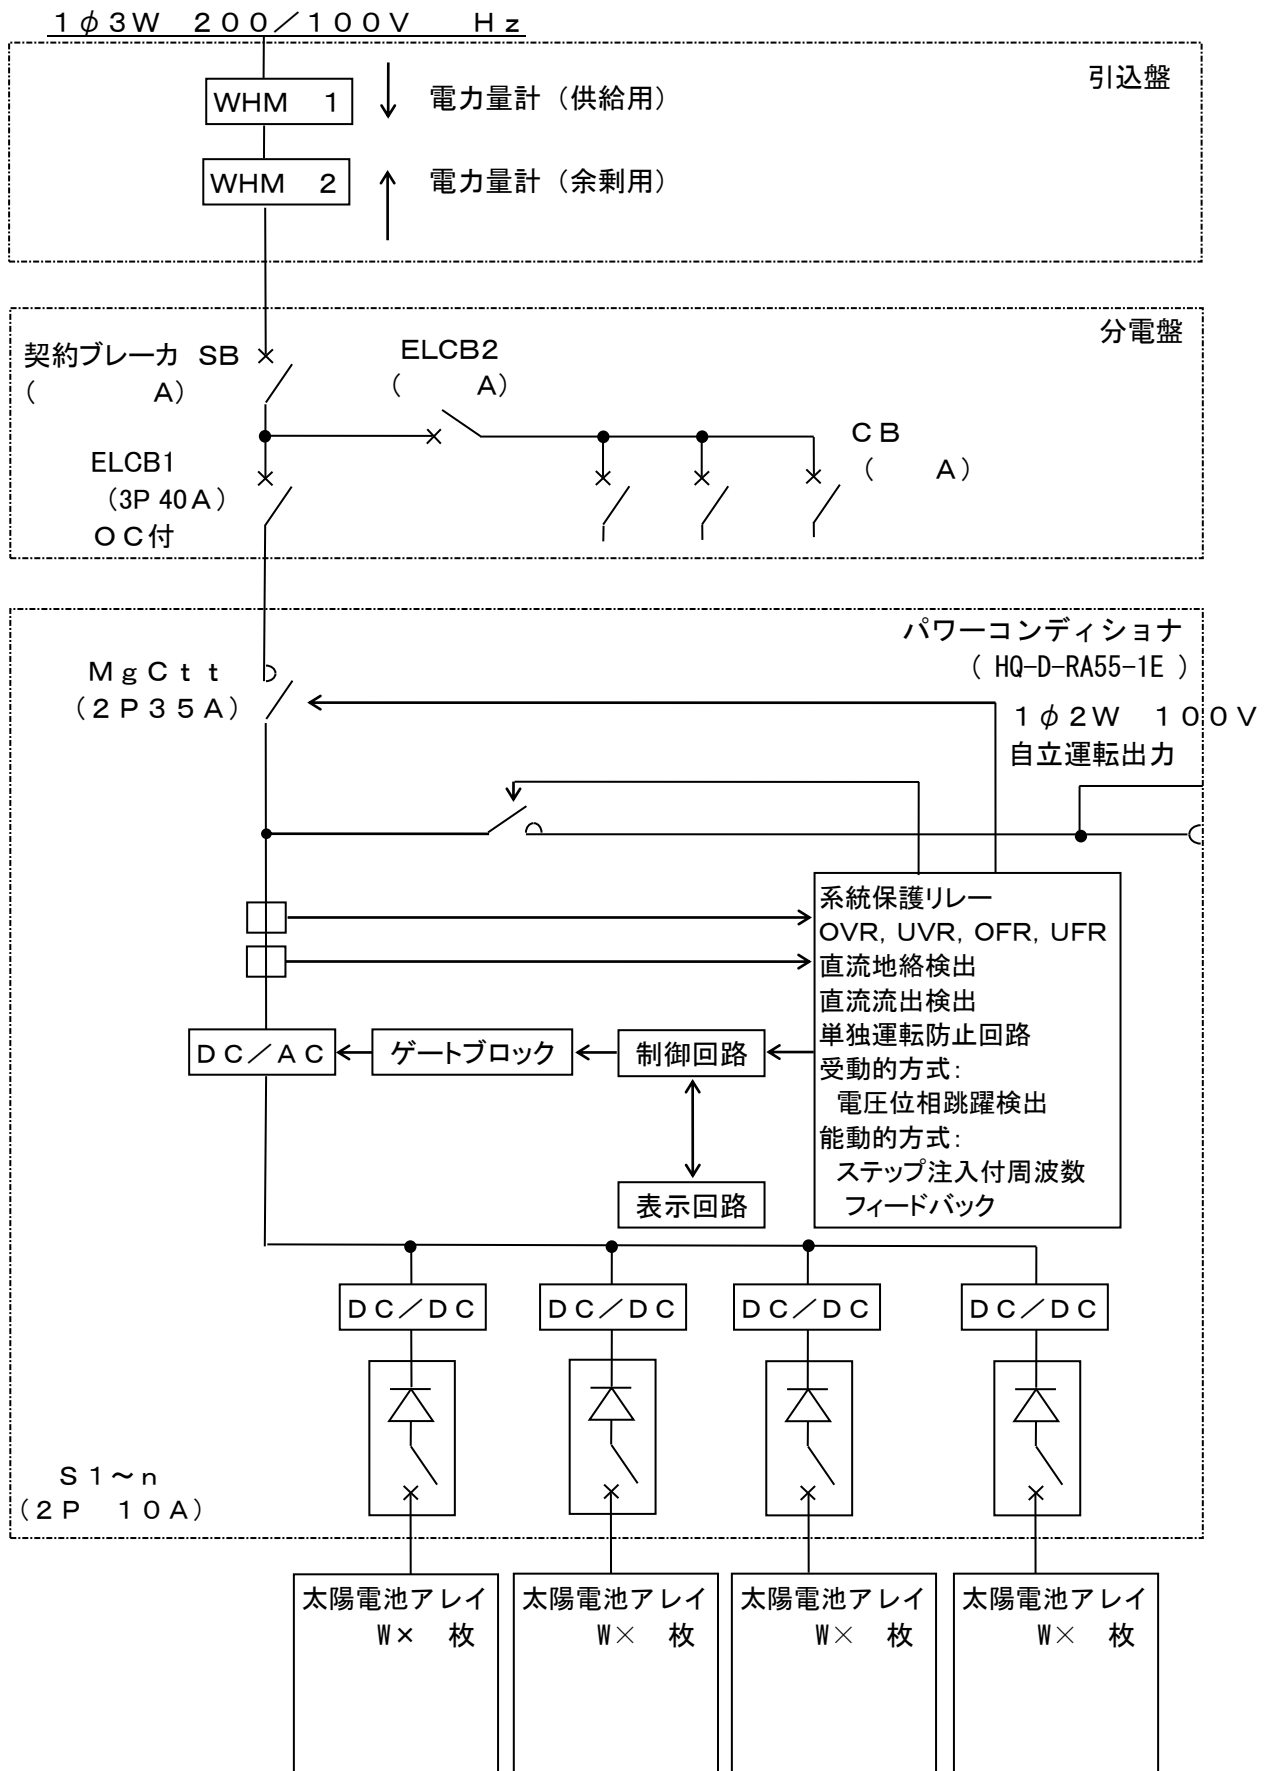 １φ３Ｗ　２００／１００Ｖ　　Ｈｚ
引込盤
WHM　1
電力量計（供給用）
WHM　2
電力量計（余剰用）
分電盤
契約ブレーカ　SB
（　　　　A）
ELCB2
（　　　A）
ＣＢ
（　　A）
ELCB1
（3P 40A）
ＯＣ付
パワーコンディショナ
（ HQ-D-RA55-1E ）
ＭｇＣｔｔ
（２Ｐ３５Ａ）
１φ２Ｗ　１００Ｖ
自立運転出力
系統保護リレー
OVR, UVR, OFR, UFR
直流地絡検出
直流流出検出
単独運転防止回路
受動的方式：
電圧位相跳躍検出
能動的方式：
ステップ注入付周波数
フィードバック
ＤＣ／ＡＣ
ゲートブロック
制御回路
表示回路
ＤＣ／ＤＣ
ＤＣ／ＤＣ
ＤＣ／ＤＣ
ＤＣ／ＤＣ
Ｓ１～ｎ
（２Ｐ　１０Ａ）
太陽電池アレイ
W×　枚
太陽電池アレイ
W×　枚
太陽電池アレイ
W×　枚
太陽電池アレイ
W×　枚